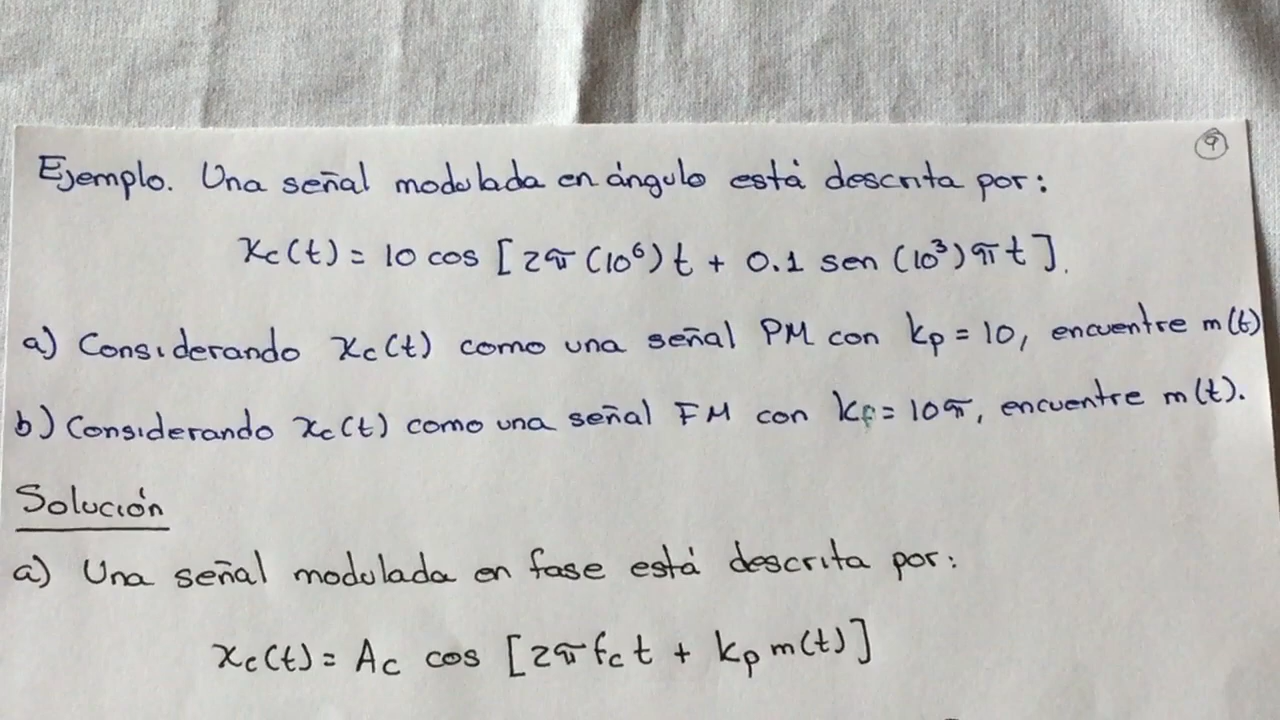 9
Ejemplo. Una señal modulada en ángulo está descrita por:
xc(t) = 10 cos [2π(10⁶)t + 0.1 sen (10³)πt].
a) Considerando xc(t) como una señal PM con kp = 10, encuentre m(t)
b) Considerando xc(t) como una señal FM con kf = 10π, encuentre m(t).
Solución
a) Una señal modulada en fase está descrita por:
xc(t) = Ac cos [2πfct + kp m(t)]